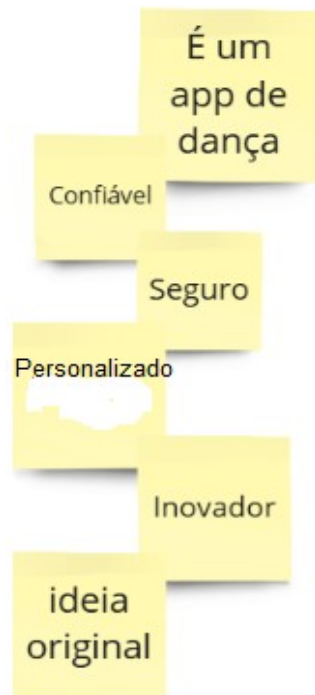 É um
app de
dança
Confiável
Seguro
Personalizado
Inovador
ideia
original